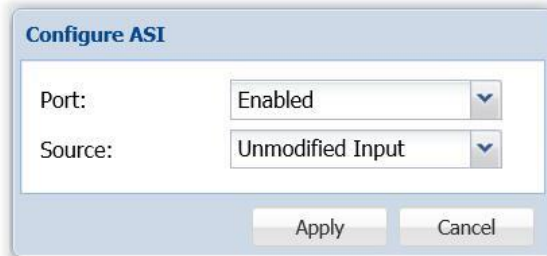 Configure ASI
Port: Enabled
Source: Unmodified Input
Apply Cancel